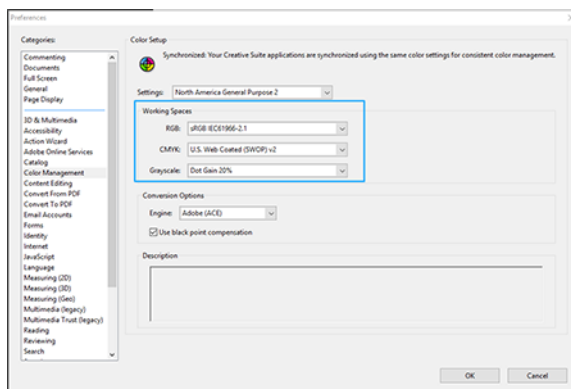 Preferences
Categories:
Commenting
Documents
Full Screen
General
Page Display
3D & Multimedia
Accessibility
Action Wizard
Adobe Online Services
Catalog
Color Management
Content Editing
Convert From PDF
Convert To PDF
Email Accounts
Forms
Identity
Internet
JavaScript
Language
Measuring (2D)
Measuring (3D)
Measuring (Geo)
Multimedia (legacy)
Multimedia Trust (legacy)
Reading
Reviewing
Search
Color Setup
Synchronized: Your Creative Suite applications are synchronized using the same color settings for consistent color management.
Settings: North America General Purpose 2
Working Spaces
RGB: sRGB IEC61966-2.1
CMYK: U.S. Web Coated (SWOP) v2
Grayscale: Dot Gain 20%
Conversion Options
Engine: Adobe (ACE)
Use black point compensation
Description
OK Cancel